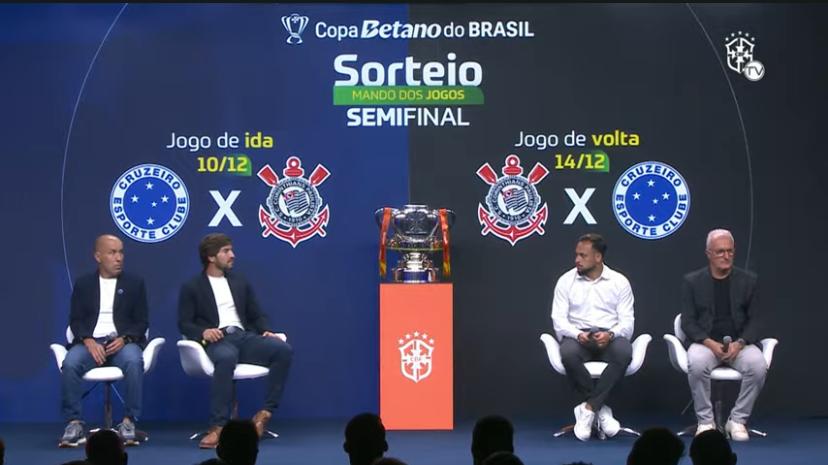 Copa Betano do BRASIL
TV
Sorteio
MANDO DOS JOGOS
SEMIFINAL
Jogo de ida
10/12
CRUZEIRO
ESPORTE CLUBE
X
Jogo de volta
14/12
X
CRUZEIRO
ESPORTE CLUBE